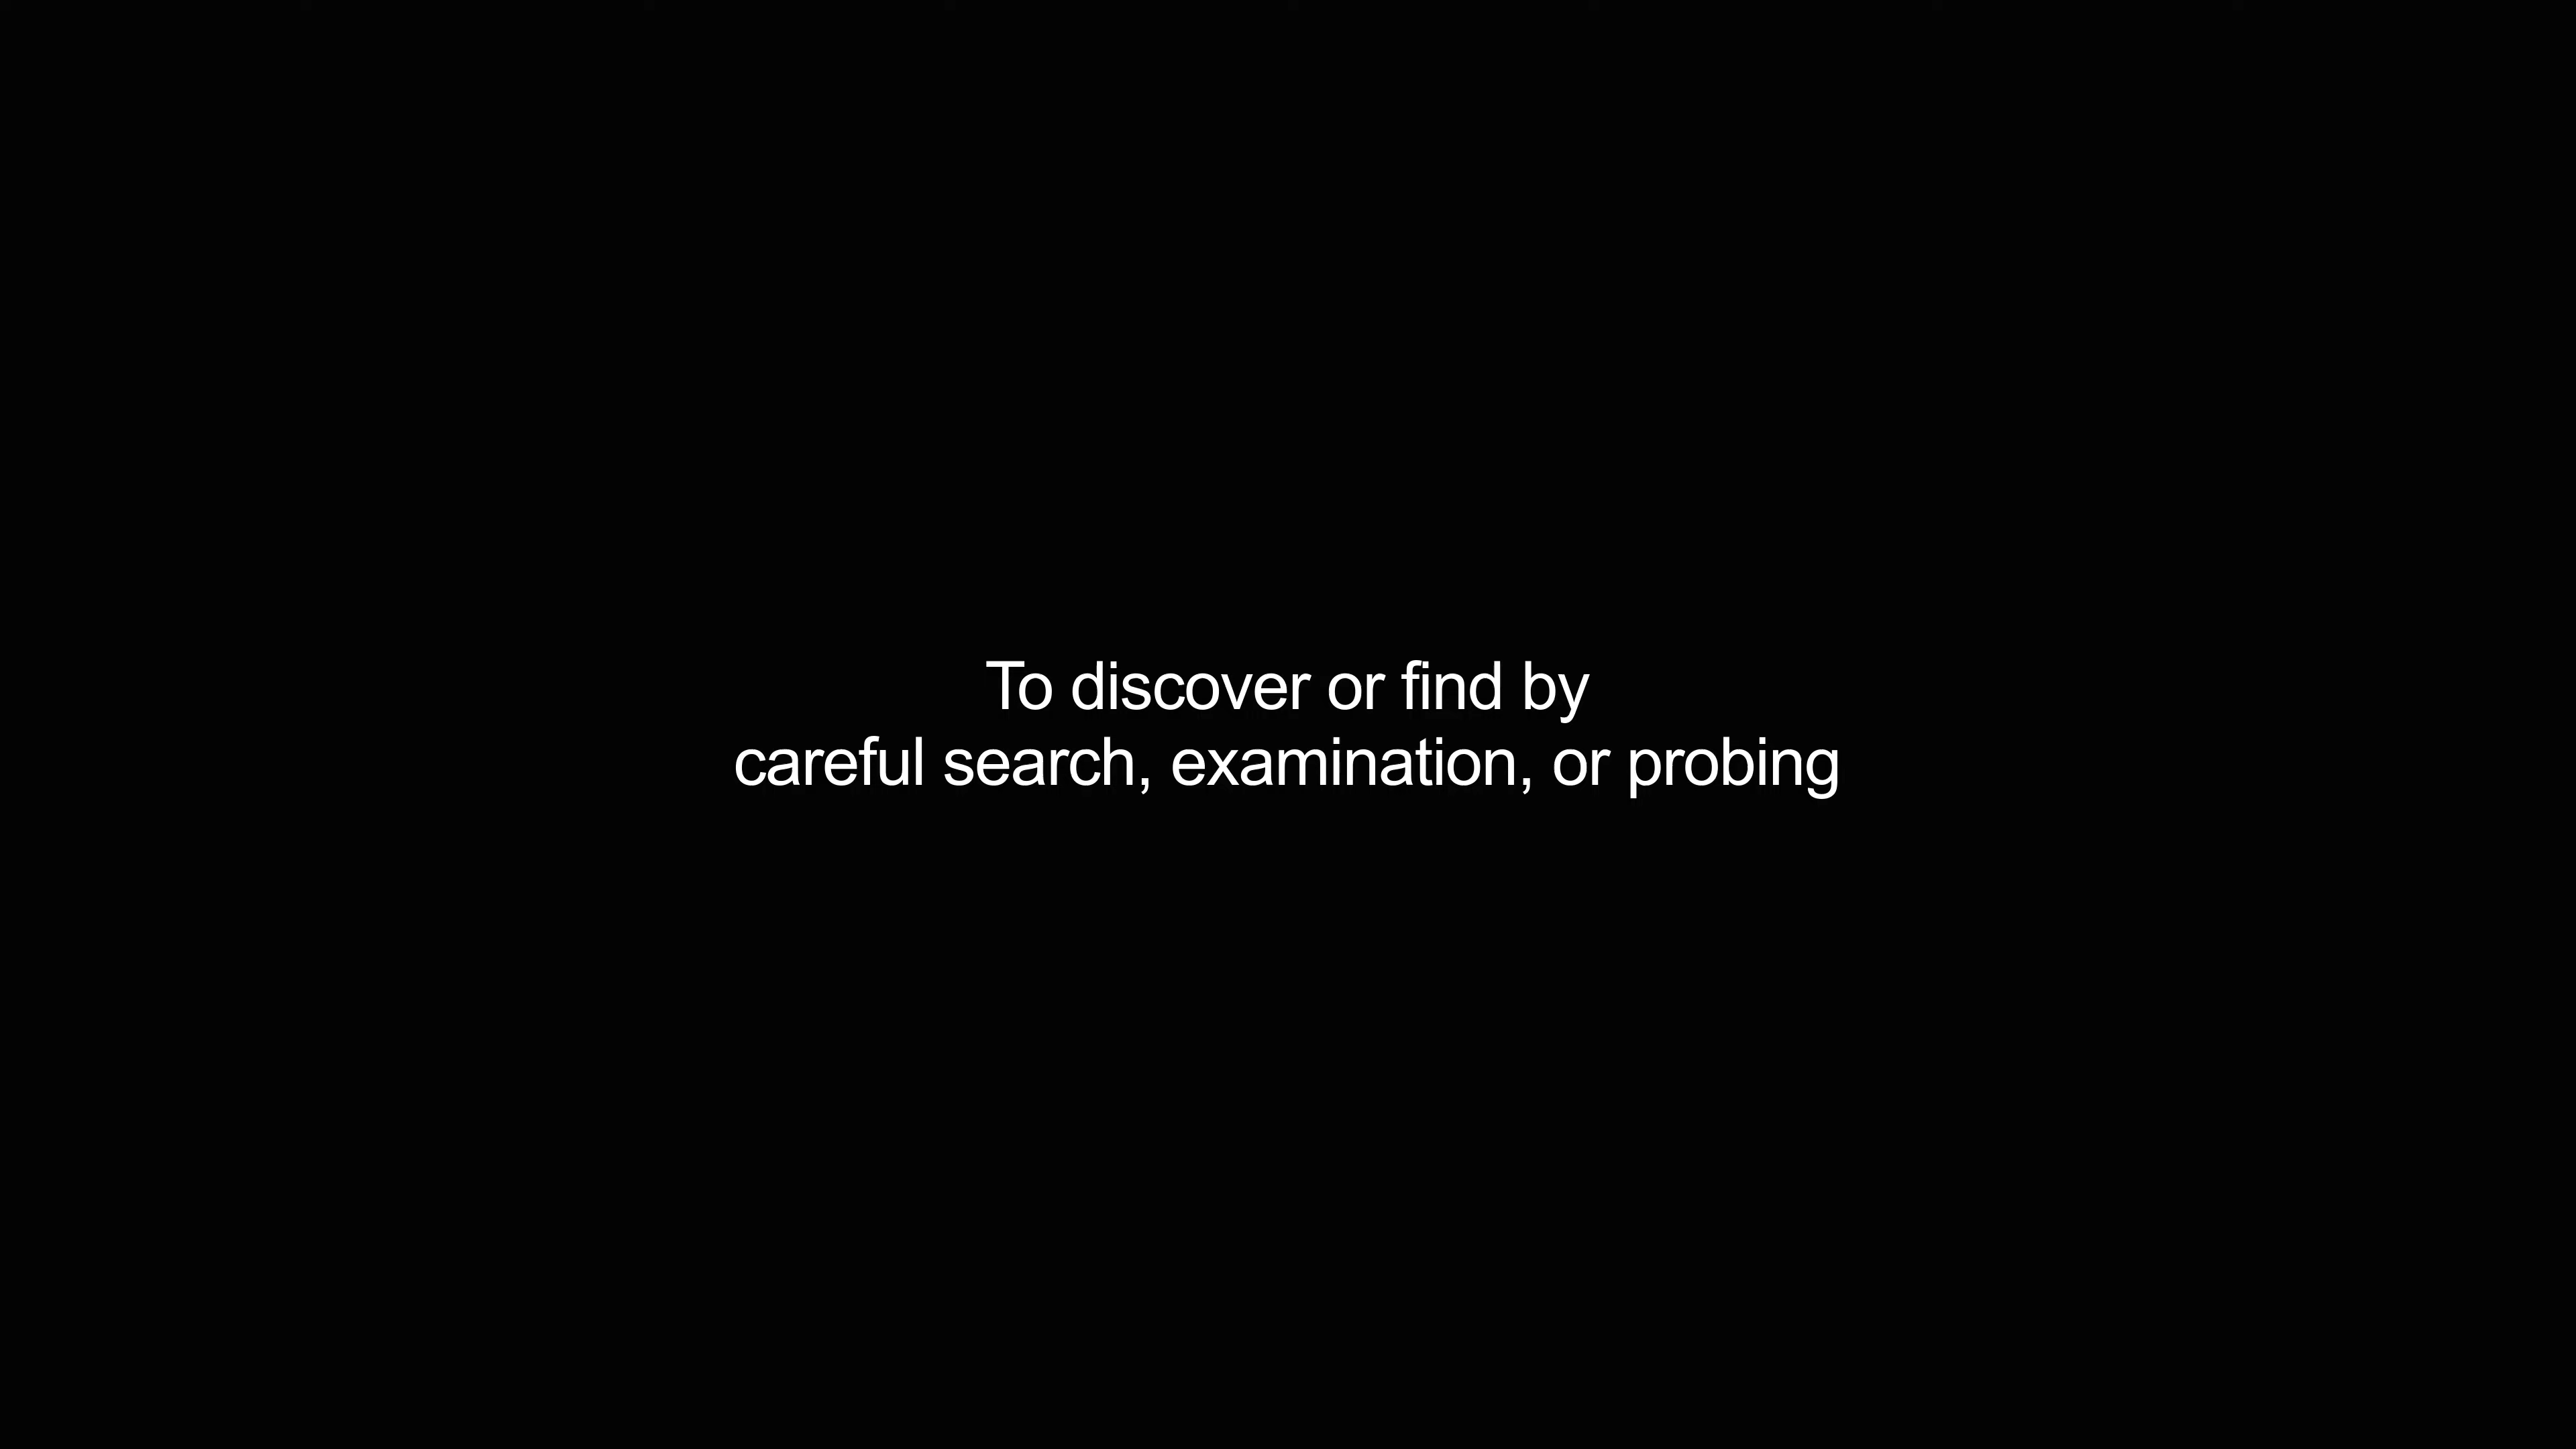 To discover or find by
careful search, examination, or probing